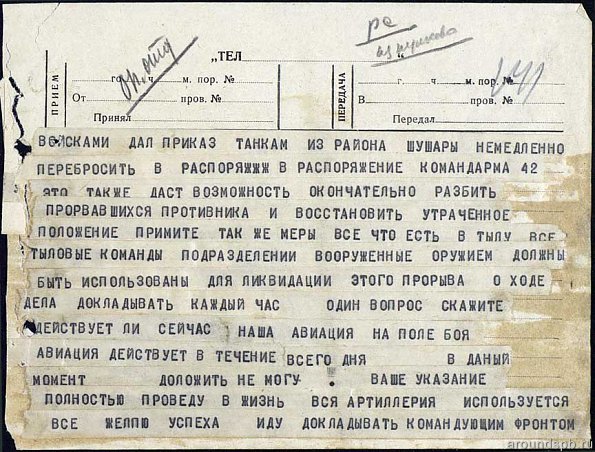 „ТЕЛ
ПРИЕМ
го ч. м. пор. №
От пров. №
Принял
ПЕРЕДАЧА
г. ч. м. пор. №
В пров. №
Передал
ВОЙСКАМИ ДАЛ ПРИКАЗ ТАНКАМ ИЗ РАЙОНА ШУШАРЫ НЕМЕДЛЕННО
ПЕРЕБРОСИТЬ В РАСПОРЯЖЖЖ В РАСПОРЯЖЕНИЕ КОМАНДАРМА 42
ЭТО ТАКЖЕ ДАСТ ВОЗМОЖНОСТЬ ОКОНЧАТЕЛЬНО РАЗБИТЬ
ПРОРВАВШИХСЯ ПРОТИВНИКА И ВОССТАНОВИТЬ УТРАЧЕННОЕ
ПОЛОЖЕНИЕ ПРИМИТЕ ТАК ЖЕ МЕРЫ ВСЕ ЧТО ЕСТЬ В ТЫЛУ ВСЕ
ТЫЛОВЫЕ КОМАНДЫ ПОДРАЗДЕЛЕНИИ ВООРУЖЕННЫЕ ОРУЖИЕМ ДОЛЖНЫ
БЫТЬ ИСПОЛЬЗОВАНЫ ДЛЯ ЛИКВИДАЦИИ ЭТОГО ПРОРЫВА О ХОДЕ
ДЕЛА ДОКЛАДЫВАТЬ КАЖДЫЙ ЧАС ОДИН ВОПРОС СКАЖИТЕ
ДЕЙСТВУЕТ ЛИ СЕЙЧАС НАША АВИАЦИЯ НА ПОЛЕ БОЯ
АВИАЦИЯ ДЕЙСТВУЕТ В ТЕЧЕНИЕ ВСЕГО ДНЯ В ДАНЫЙ
МОМЕНТ ДОЛОЖИТЬ НЕ МОГУ . ВАШЕ УКАЗАНИЕ
ПОЛНОСТЬЮ ПРОВЕДУ В ЖИЗНЬ ВСЯ АРТИЛЛЕРИЯ ИСПОЛЬЗУЕТСЯ
ВСЕ ЖЕЛПЮ УСПЕХА ИДУ ДОКЛАДЫВАТЬ КОМАНДУЮЩИМ ФРОНТОМ
aroundspb.ru